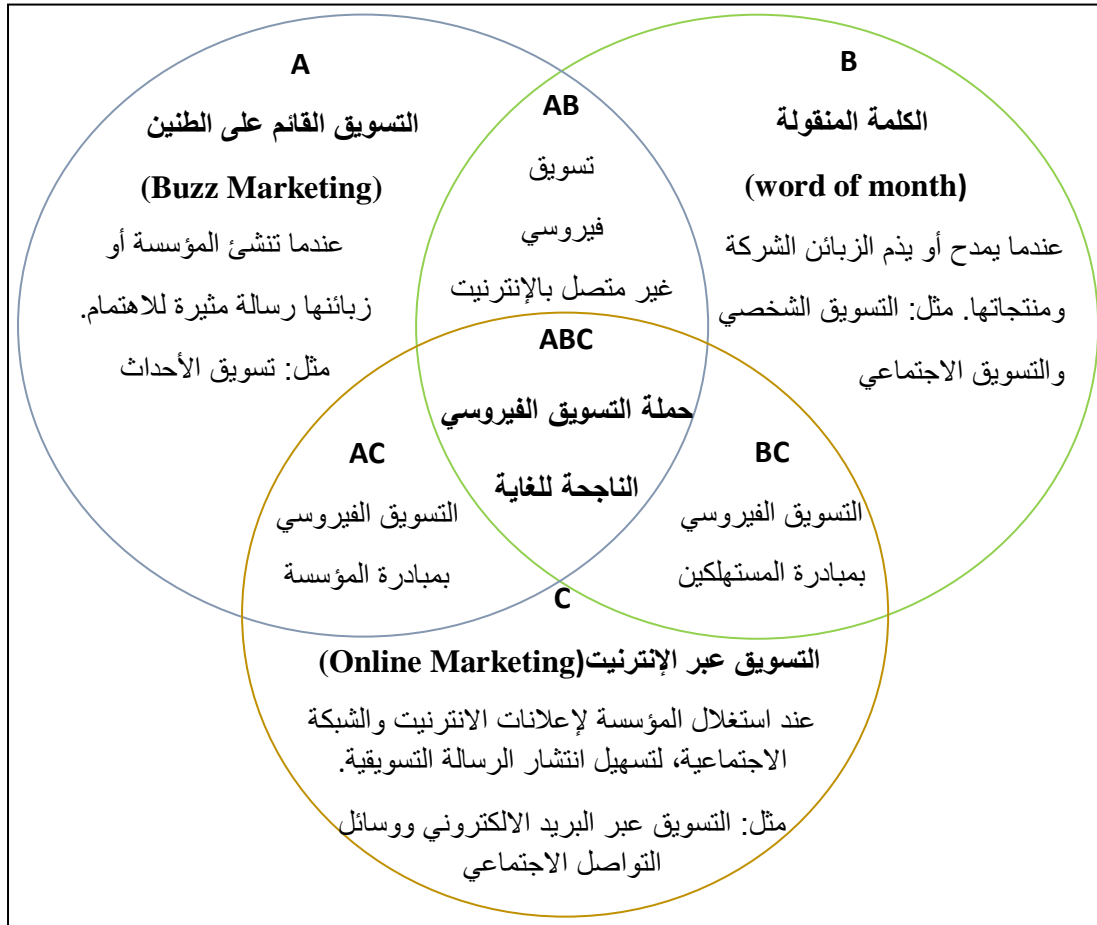 A
التسويق القائم على الطنين
(Buzz Marketing)
عندما تنشئ المؤسسة أو
زبائنها رسالة مثيرة للاهتمام.
مثل: تسويق الأحداث
AB
تسويق
فيروسي
غير متصل بالإنترنيت
B
الكلمة المنقولة
(word of month)
عندما يمدح أو يذم الزبائن الشركة
ومنتجاتها. مثل: التسويق الشخصي
والتسويق الاجتماعي
ABC
حملة التسويق الفيروسي
الناجحة للغاية
AC
التسويق الفيروسي
بمبادرة المؤسسة
BC
التسويق الفيروسي
بمبادرة المستهلكين
C
التسويق عبر الإنترنيت(Online Marketing)
عند استغلال المؤسسة لإعلانات الانترنيت والشبكة
الاجتماعية، لتسهيل انتشار الرسالة التسويقية.
مثل: التسويق عبر البريد الالكتروني ووسائل
التواصل الاجتماعي